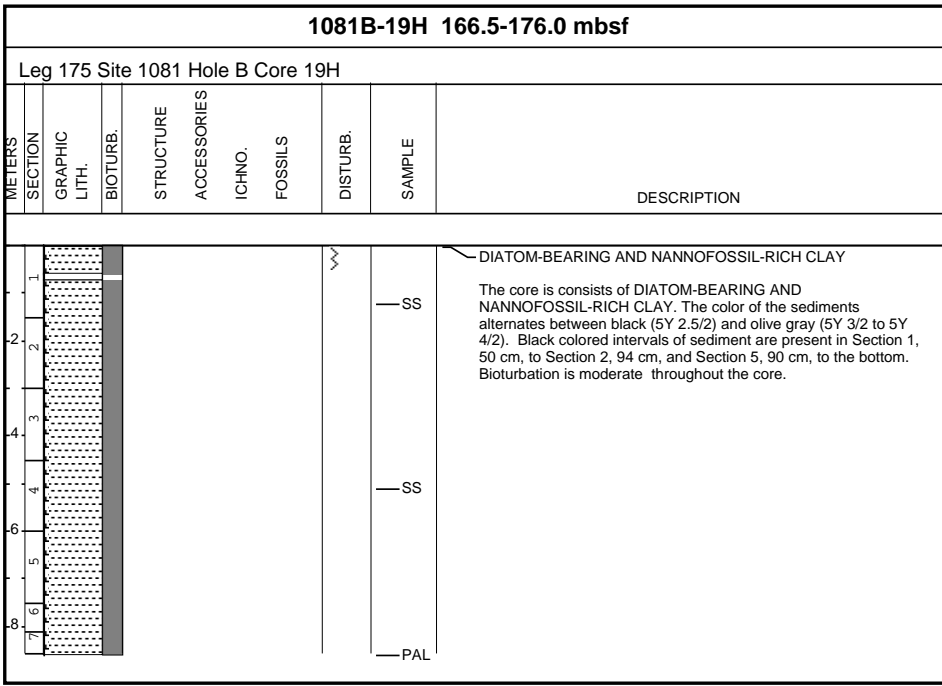 1081B-19H 166.5-176.0 mbsf
Leg 175 Site 1081 Hole B Core 19H
METERS
SECTION
GRAPHIC
LITH.
BIOTURB.
STRUCTURE
ACCESSORIES
ICHNO.
FOSSILS
DISTURB.
SAMPLE
DESCRIPTION
DIATOM-BEARING AND NANNOFOSSIL-RICH CLAY
The core is consists of DIATOM-BEARING AND
NANNOFOSSIL-RICH CLAY. The color of the sediments
alternates between black (5Y 2.5/2) and olive gray (5Y 3/2 to 5Y
4/2). Black colored intervals of sediment are present in Section 1,
50 cm, to Section 2, 94 cm, and Section 5, 90 cm, to the bottom.
Bioturbation is moderate throughout the core.
1
SS
2
2
3
4
4
SS
6
5
6
8
7
PAL